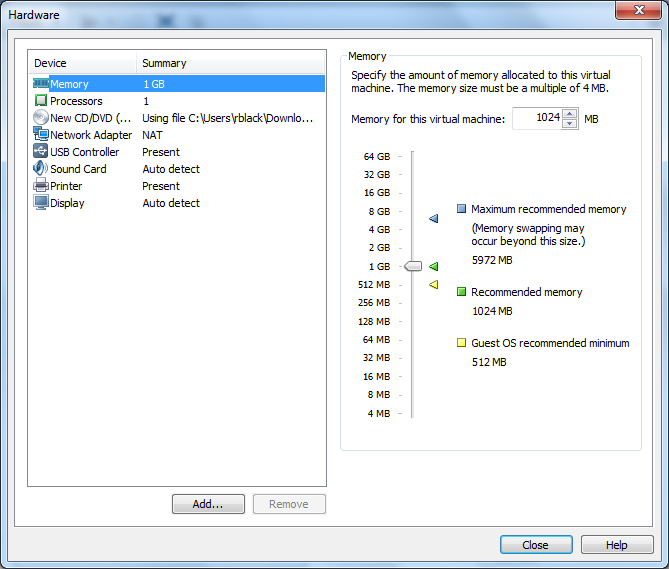 Hardware
Device Summary
Memory 1 GB
Processors 1
New CD/DVD (... Using file C:\Users\rblack\Downlo...
Network Adapter NAT
USB Controller Present
Sound Card Auto detect
Printer Present
Display Auto detect
Add...
Remove
Memory
Specify the amount of memory allocated to this virtual
machine. The memory size must be a multiple of 4 MB.
Memory for this virtual machine: 1024 MB
64 GB
32 GB
16 GB
8 GB
4 GB
2 GB
1 GB
512 MB
256 MB
128 MB
64 MB
32 MB
16 MB
8 MB
4 MB
Maximum recommended memory
(Memory swapping may
occur beyond this size.)
5972 MB
Recommended memory
1024 MB
Guest OS recommended minimum
512 MB
Close
Help